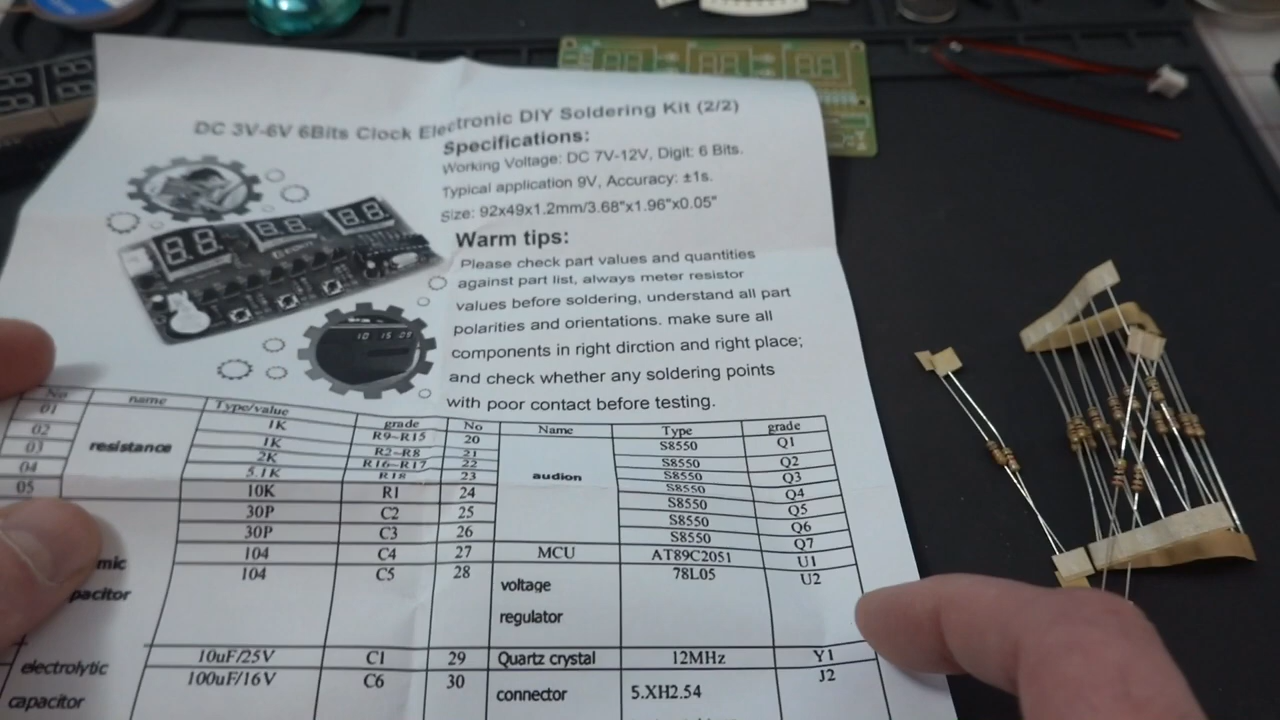 DC 3V-6V 6Bits Clock Electronic DIY Soldering Kit (2/2)
Specifications:
Working Voltage: DC 7V-12V, Digit: 6 Bits.
Typical application 9V, Accuracy: ±1s.
Size: 92x49x1.2mm/3.68"x1.96"x0.05"
Warm tips:
Please check part values and quantities
against part list, always meter resistor
values before soldering, understand all part
polarities and orientations. make sure all
components in right dirction and right place;
and check whether any soldering points
with poor contact before testing.
No name Type/value grade No Name Type grade
01 resistance 1K R9~R15 20 audion S8550 Q1
02 1K R2~R8 21 S8550 Q2
03 2K R16~R17 22 S8550 Q3
04 5.1K R18 23 S8550 Q4
05 10K R1 24 S8550 Q5
30P C2 25 S8550 Q6
30P C3 26 S8550 Q7
mic pacitor 104 C4 27 MCU AT89C2051 U1
104 C5 28 voltage regulator 78L05 U2
electrolytic capacitor 10uF/25V C1 29 Quartz crystal 12MHz Y1
100uF/16V C6 30 connector 5.XH2.54 J2